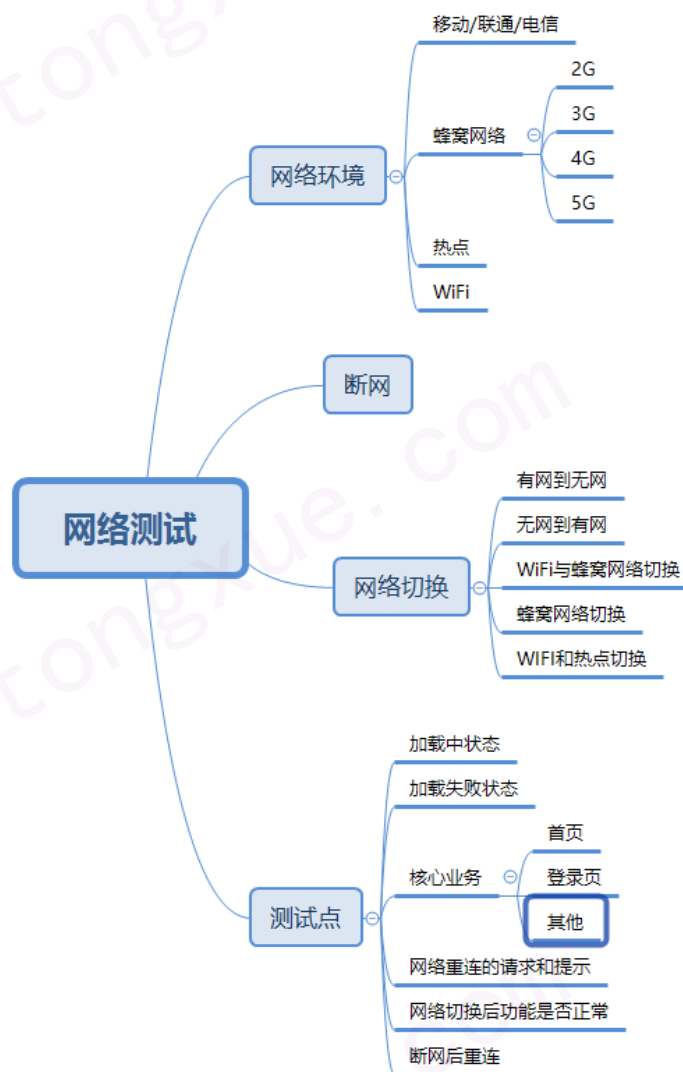 移动/联通/电信
2G
3G
蜂窝网络
4G
5G
网络环境
热点
WiFi
断网
网络测试
有网到无网
无网到有网
WiFi与蜂窝网络切换
网络切换
蜂窝网络切换
WIFI和热点切换
加载中状态
加载失败状态
首页
核心业务
登录页
其他
测试点
网络重连的请求和提示
网络切换后功能是否正常
断网后重连
tongxue.com